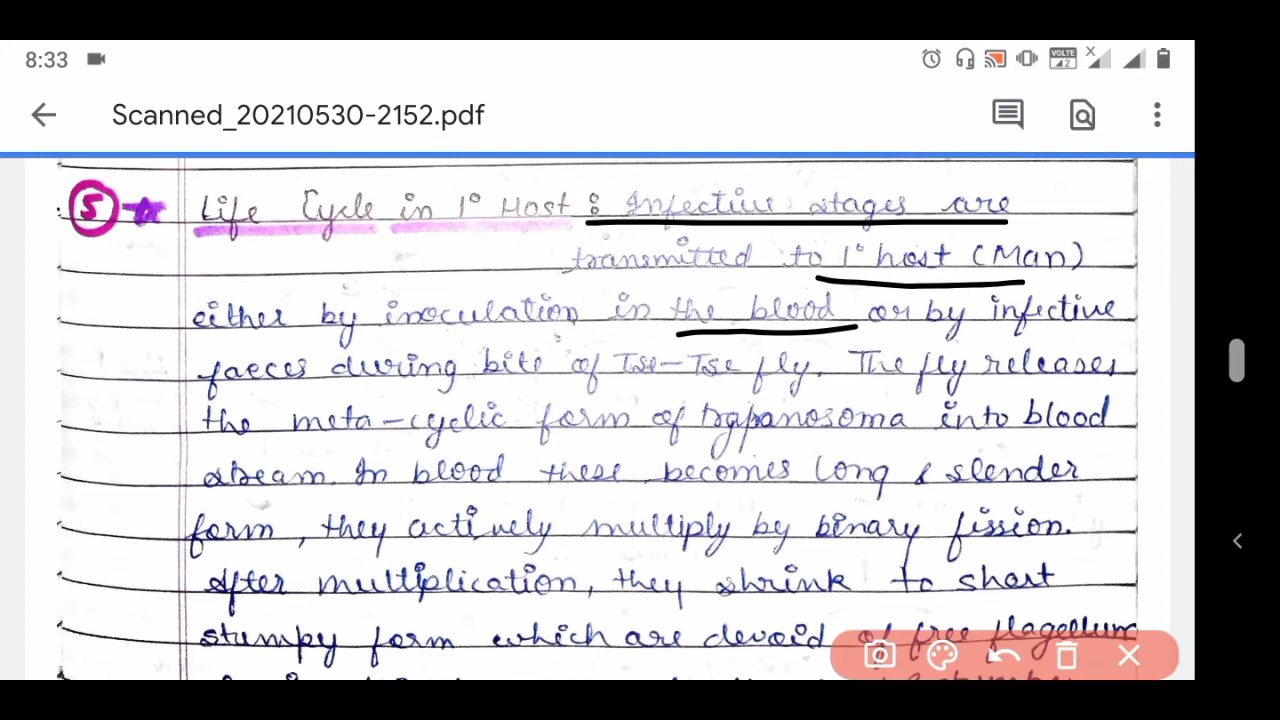 8:33
VOLTE 2 X
Scanned_20210530-2152.pdf
5 Life Cycle in 1° Host : Infective stages are
transmitted to 1° host (Man)
either by inoculation in the blood or by infective
faeces during bite of Tse-Tse fly. The fly releases
the meta-cyclic form of trypanosoma into blood
stream. In blood these becomes long & slender
form, they actively multiply by binary fission.
After multiplication, they shrink to short
stumpy form which are devoid of free flagellum